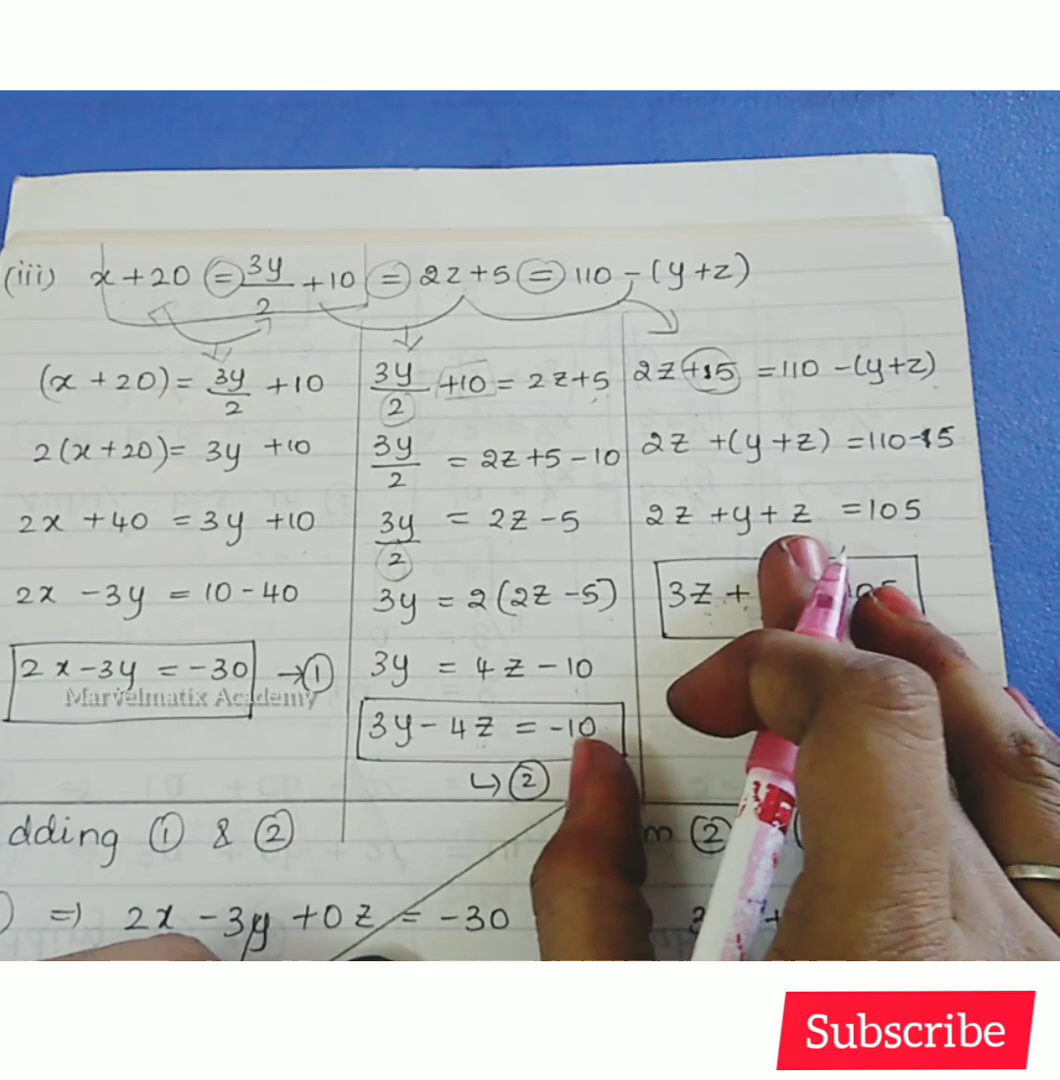 (iii) x + 20 = 3y/2 + 10 = 2z + 5 = 110 - (y + z)
(x + 20) = 3y/2 + 10
2(x + 20) = 3y + 10
2x + 40 = 3y + 10
2x - 3y = 10 - 40
2x - 3y = -30 → ①
Marvelmatix Academy
3y/2 + 10 = 2z + 5
3y/2 = 2z + 5 - 10
3y/2 = 2z - 5
3y = 2(2z - 5)
3y = 4z - 10
3y - 4z = -10
↳ ②
2z + 5 = 110 - (y + z)
2z + (y + z) = 110 - 5
2z + y + z = 105
3z +
dding ① & ②
⇒ 2x - 3y + 0z = -30
②
Subscribe